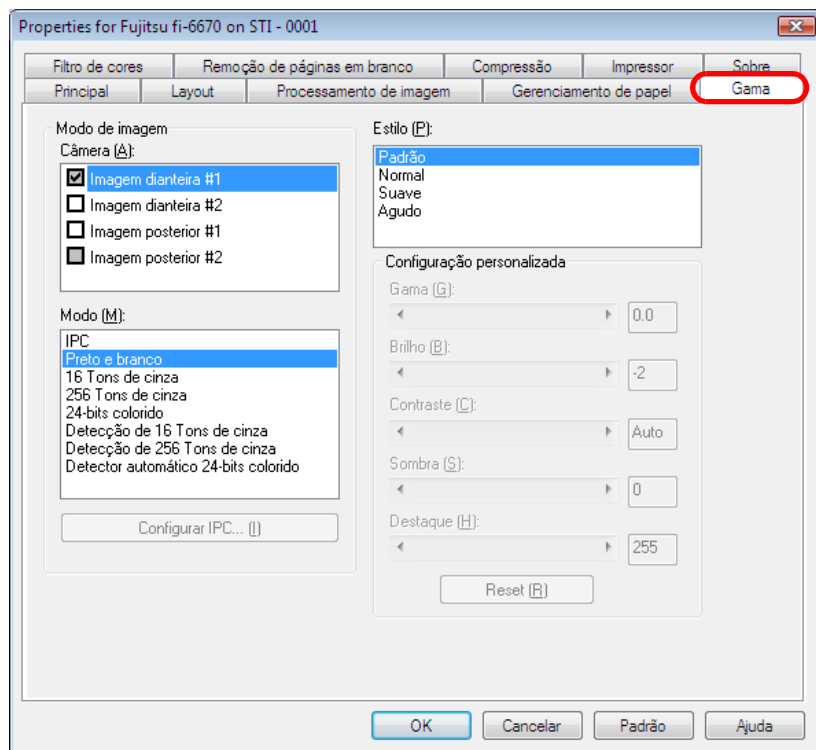 Properties for Fujitsu fi-6670 on STI - 0001
Filtro de cores Remoção de páginas em branco Compressão Impressor Sobre
Principal Layout Processamento de imagem Gerenciamento de papel Gama
Modo de imagem
Câmera (A):
Imagem dianteira #1
Imagem dianteira #2
Imagem posterior #1
Imagem posterior #2
Modo (M):
IPC
Preto e branco
16 Tons de cinza
256 Tons de cinza
24-bits colorido
Detecção de 16 Tons de cinza
Detecção de 256 Tons de cinza
Detector automático 24-bits colorido
Configurar IPC... (I)
Estilo (P):
Padrão
Normal
Suave
Agudo
Configuração personalizada
Gama (G):
0.0
Brilho (B):
-2
Contraste (C):
Auto
Sombra (S):
0
Destaque (H):
255
Reset (R)
OK Cancelar Padrão Ajuda